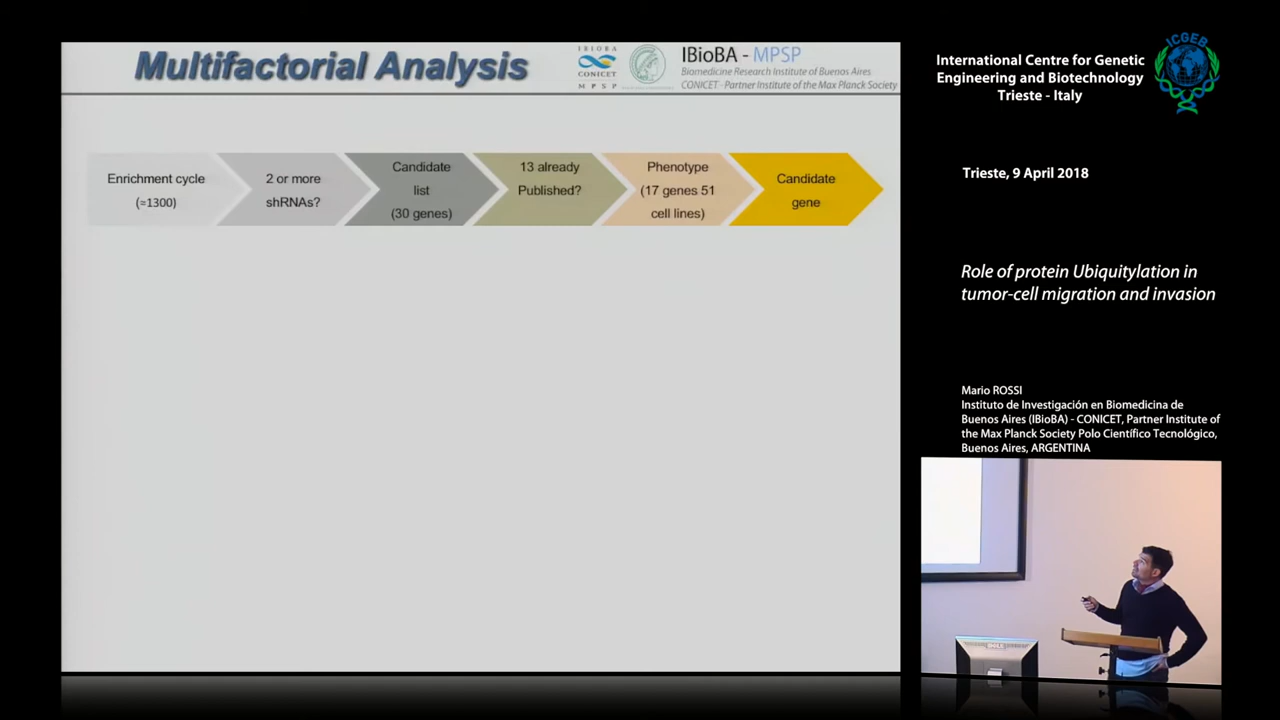 Multifactorial Analysis
IBIOBA
CONICET
MPSP
IBioBA - MPSP
Biomedicine Research Institute of Buenos Aires
CONICET - Partner Institute of the Max Planck Society
Enrichment cycle
(≈1300)
2 or more
shRNAs?
Candidate
list
(30 genes)
13 already
Published?
Phenotype
(17 genes 51
cell lines)
Candidate
gene
International Centre for Genetic
Engineering and Biotechnology
Trieste - Italy
ICGEB
Trieste, 9 April 2018
Role of protein Ubiquitylation in
tumor-cell migration and invasion
Mario ROSSI
Instituto de Investigación en Biomedicina de
Buenos Aires (IBioBA) - CONICET, Partner Institute of
the Max Planck Society Polo Científico Tecnológico,
Buenos Aires, ARGENTINA